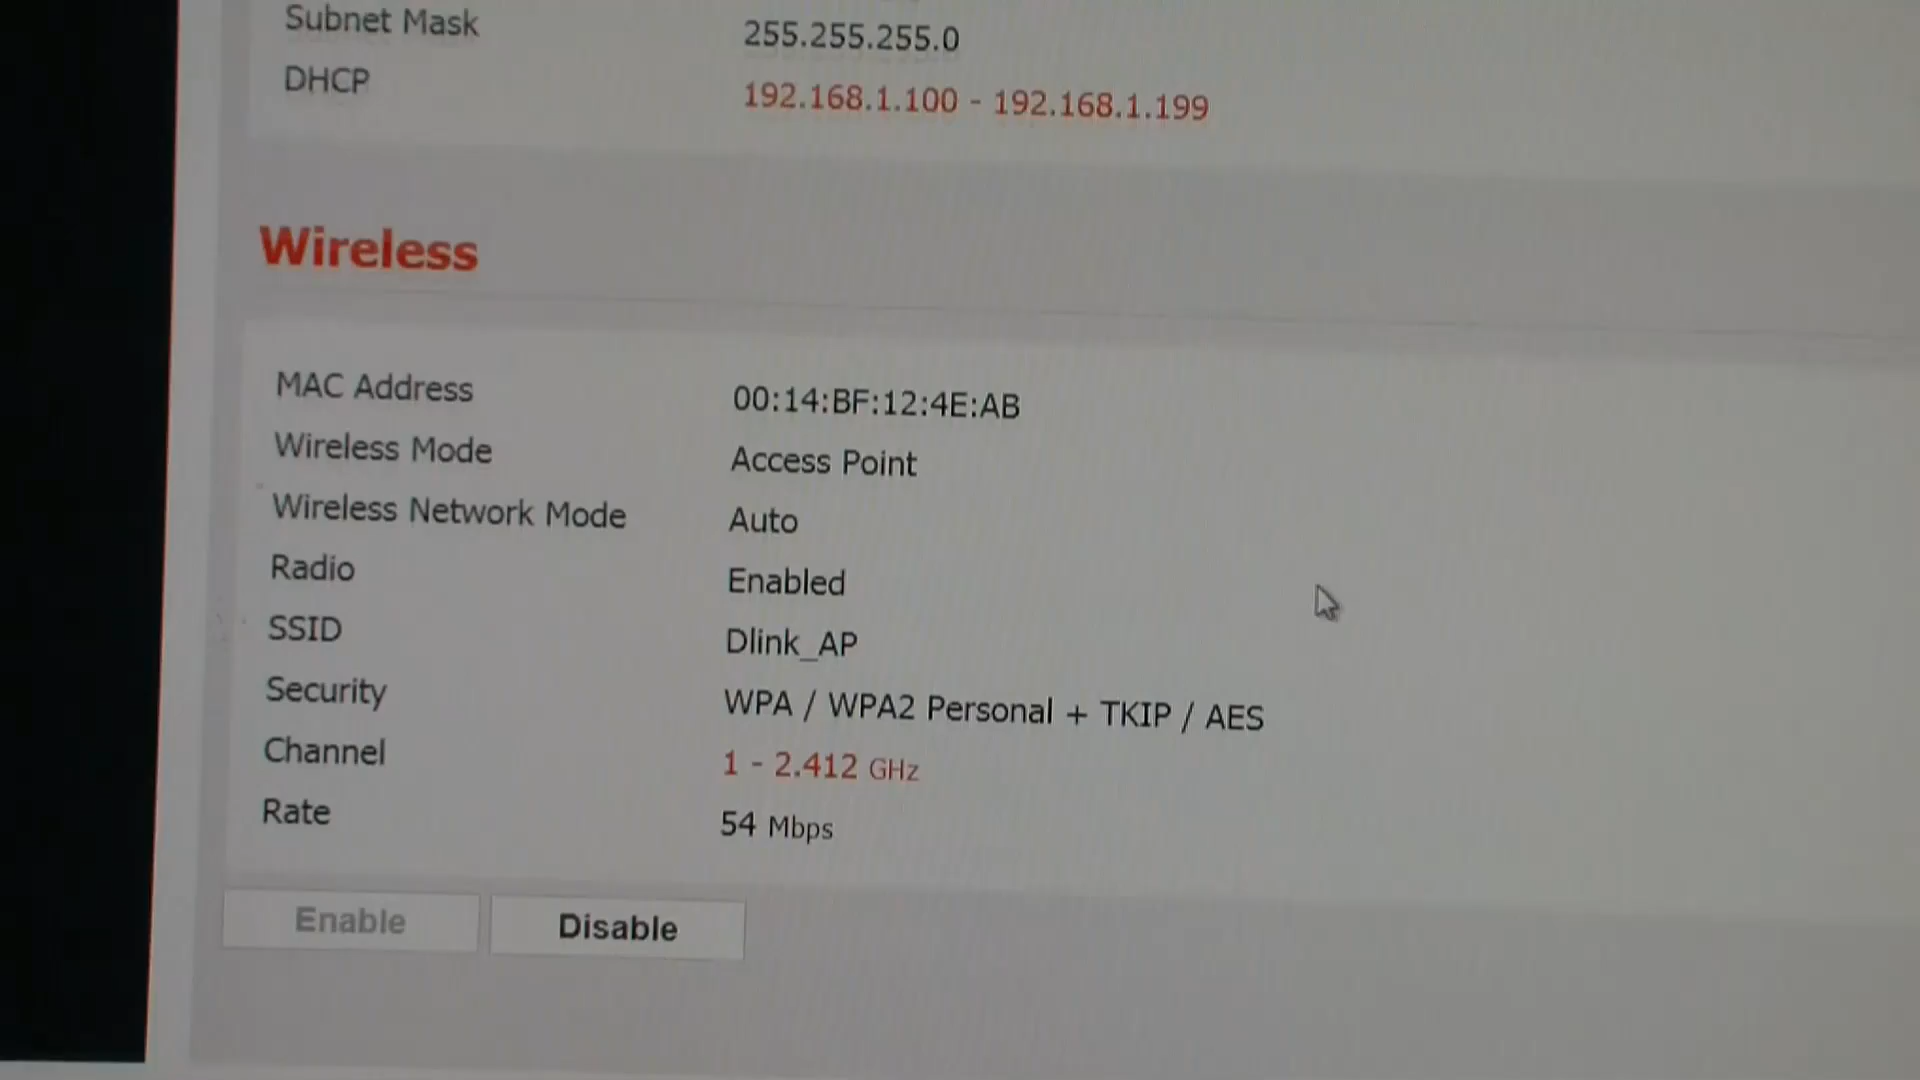 Subnet Mask 255.255.255.0
DHCP 192.168.1.100 - 192.168.1.199
Wireless
MAC Address 00:14:BF:12:4E:AB
Wireless Mode Access Point
Wireless Network Mode Auto
Radio Enabled
SSID Dlink_AP
Security WPA / WPA2 Personal + TKIP / AES
Channel 1 - 2.412 GHz
Rate 54 Mbps
Enable Disable